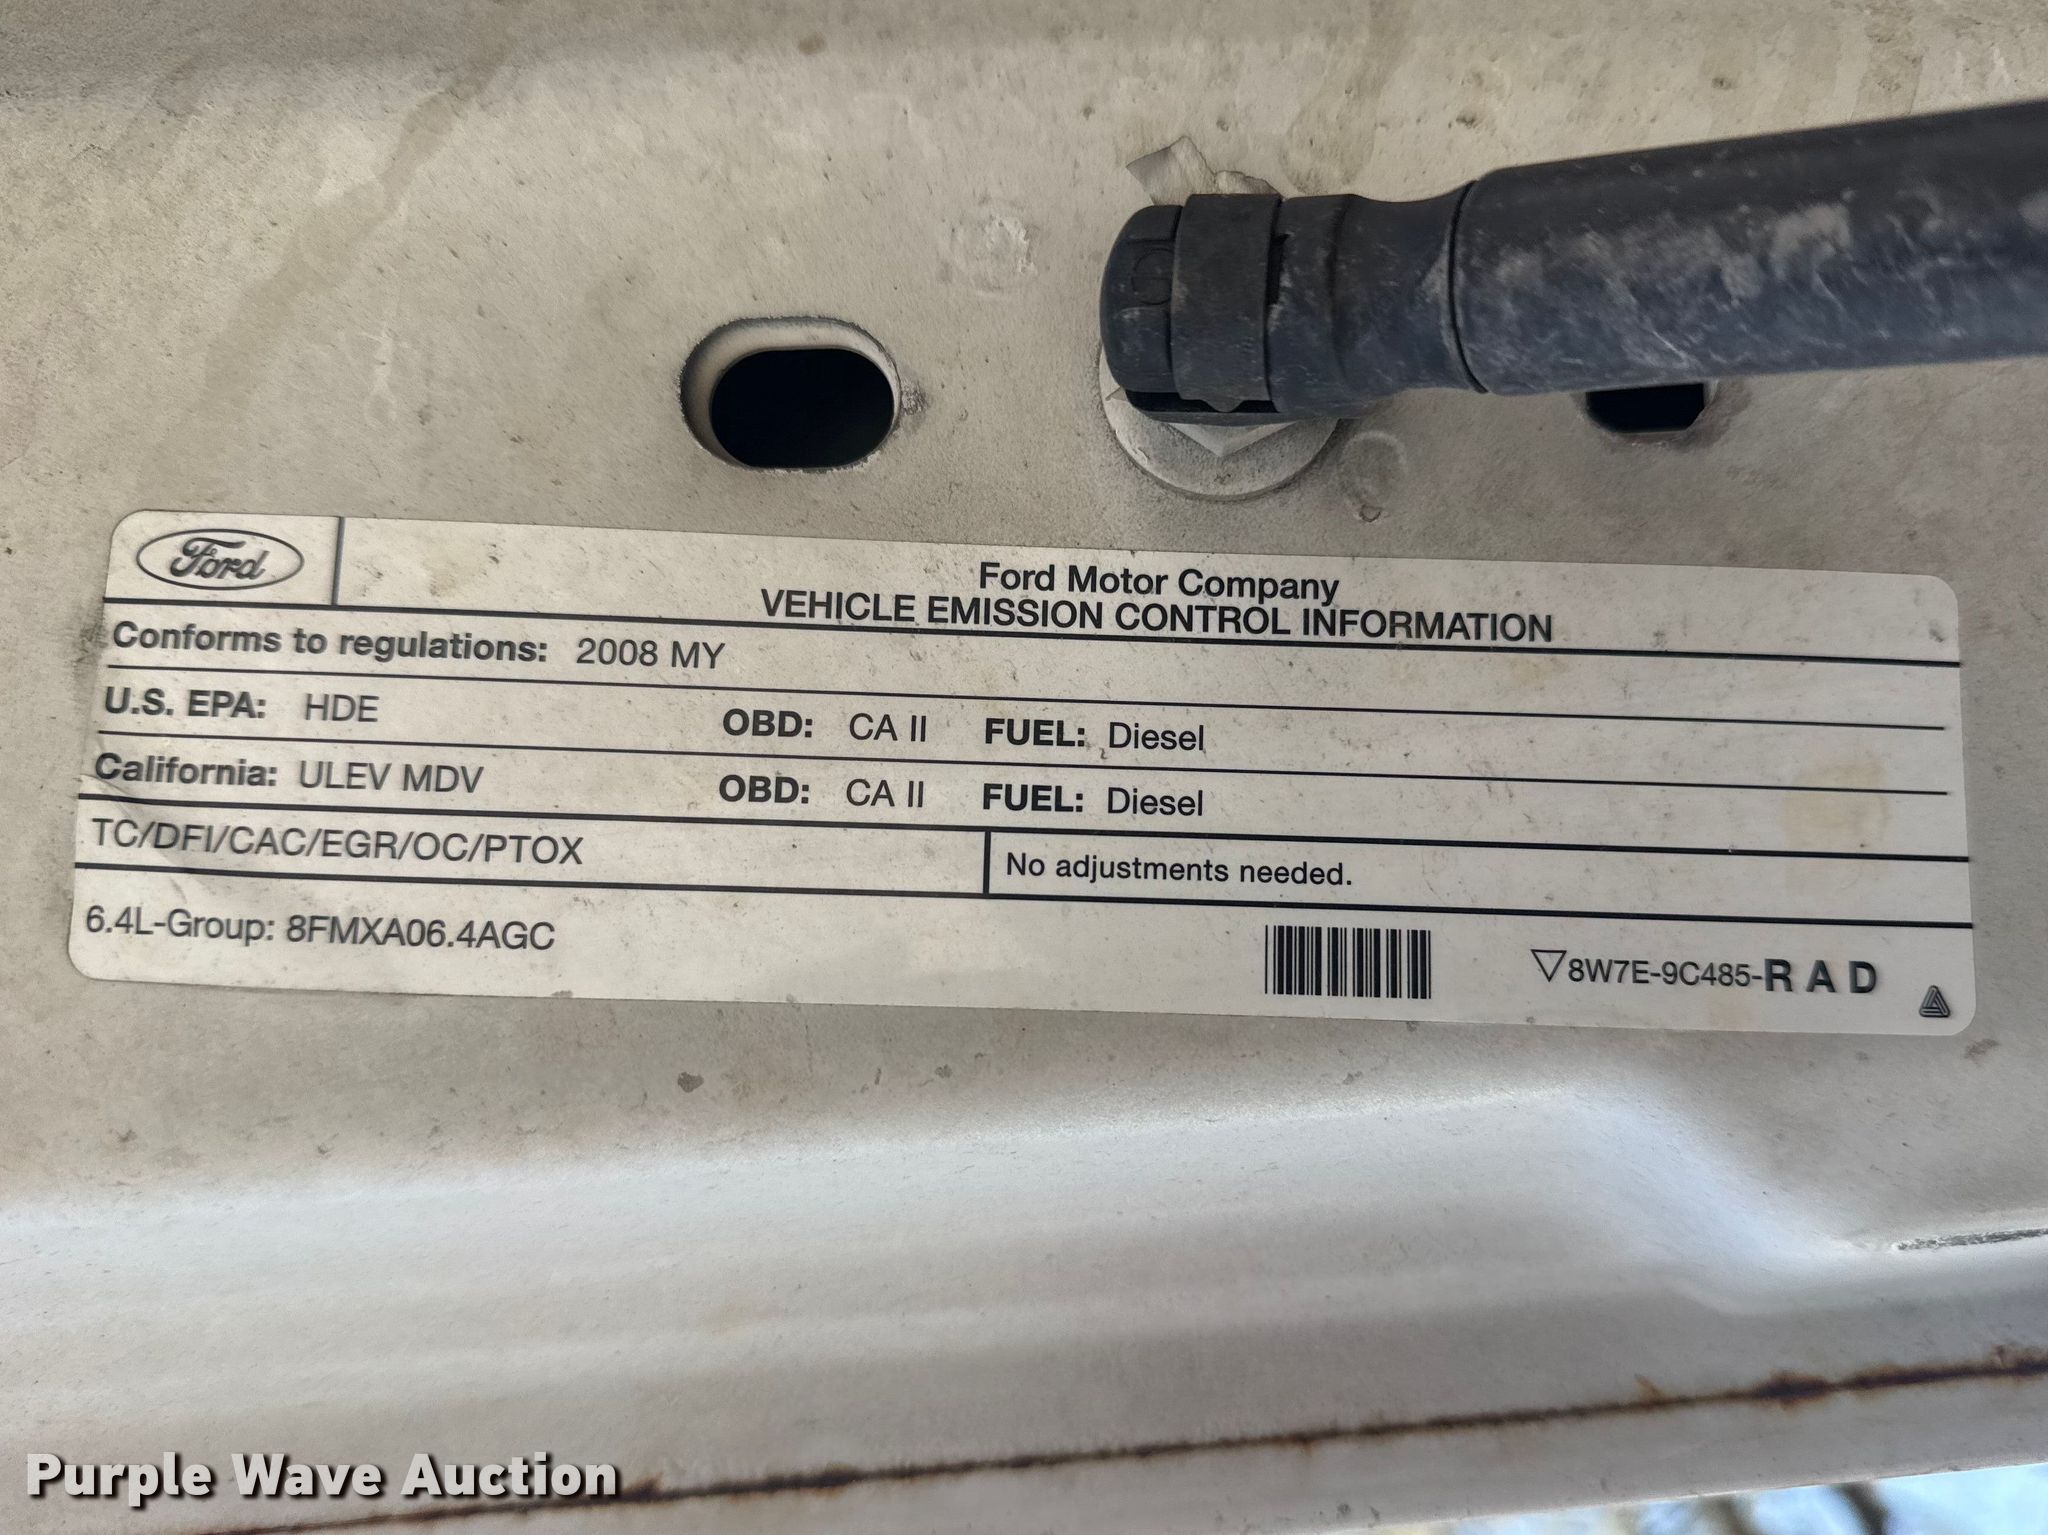 Ford
Ford Motor Company
VEHICLE EMISSION CONTROL INFORMATION
Conforms to regulations: 2008 MY
U.S. EPA: HDE OBD: CA II FUEL: Diesel
California: ULEV MDV OBD: CA II FUEL: Diesel
TC/DFI/CAC/EGR/OC/PTOX No adjustments needed.
6.4L-Group: 8FMXA06.4AGC
8W7E-9C485-RAD
Purple Wave Auction